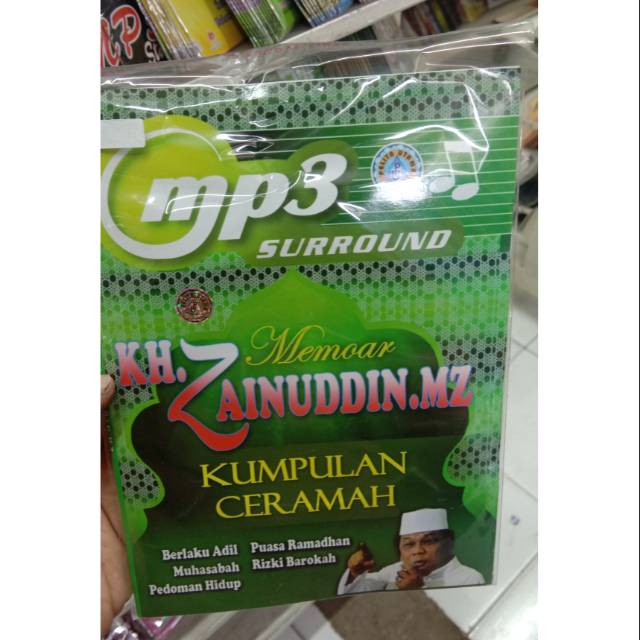 mp3
SURROUND
Memoar
KH. ZAINUDDIN.MZ
KUMPULAN
CERAMAH
Berlaku Adil Puasa Ramadhan
Muhasabah Rizki Barokah
Pedoman Hidup